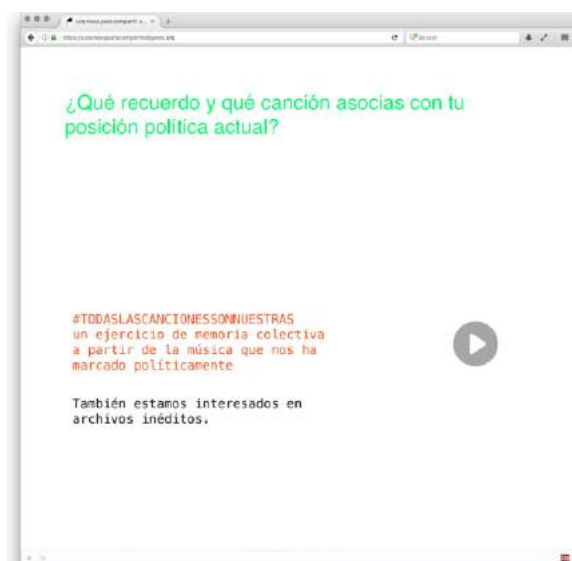 ¿Qué recuerdo y qué canción asocias con tu
posición política actual?
#TODASLASCANCIONESSONNUESTRAS
un ejercicio de memoria colectiva
a partir de la música que nos ha
marcado políticamente
También estamos interesados en
archivos inéditos.